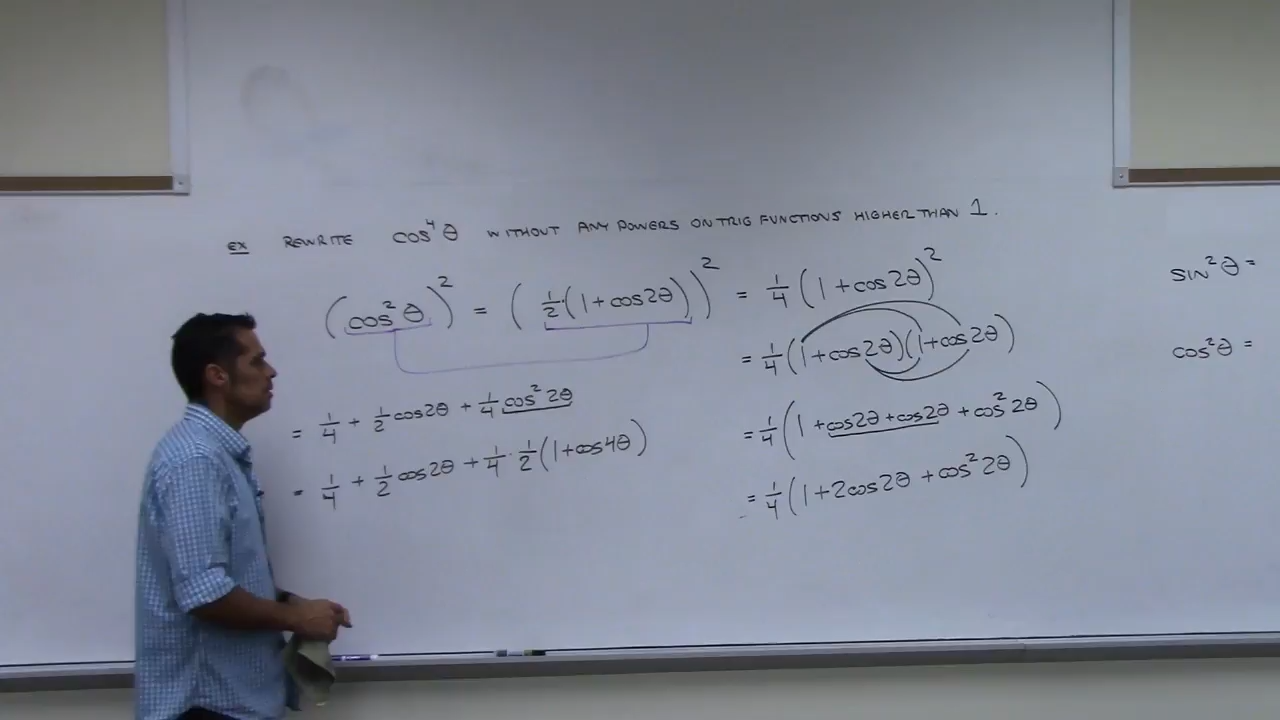 ex REWRITE cos⁴θ WITHOUT ANY POWERS ON TRIG FUNCTIONS HIGHER THAN 1.
(cos²θ)² = (½·(1+cos2θ))² = ¼(1+cos2θ)²
= ¼(1+cos2θ)(1+cos2θ)
= ¼(1+cos2θ+cos2θ+cos²2θ)
= ¼(1+2cos2θ+cos²2θ)
= ¼ + ½cos2θ + ¼cos²2θ
= ¼ + ½cos2θ + ¼·½(1+cos4θ)
SIN²θ =
cos²θ =